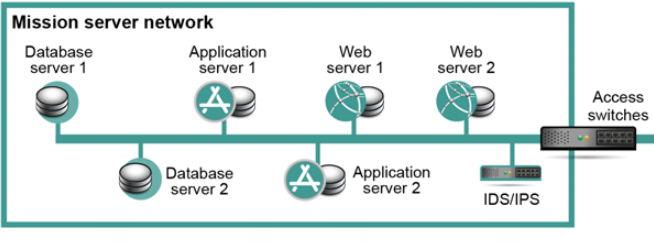 Mission server network
Database
server 1
Application
server 1
Web
server 1
Web
server 2
Access
switches
Database
server 2
Application
server 2
IDS/IPS